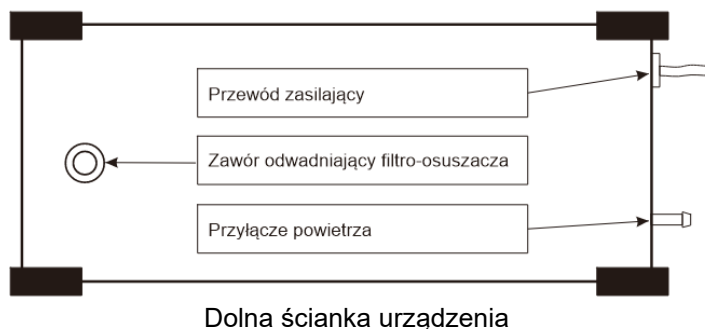 Przewód zasilający
Zawór odwadniający filtro-osuszacza
Przyłącze powietrza
Dolna ścianka urządzenia